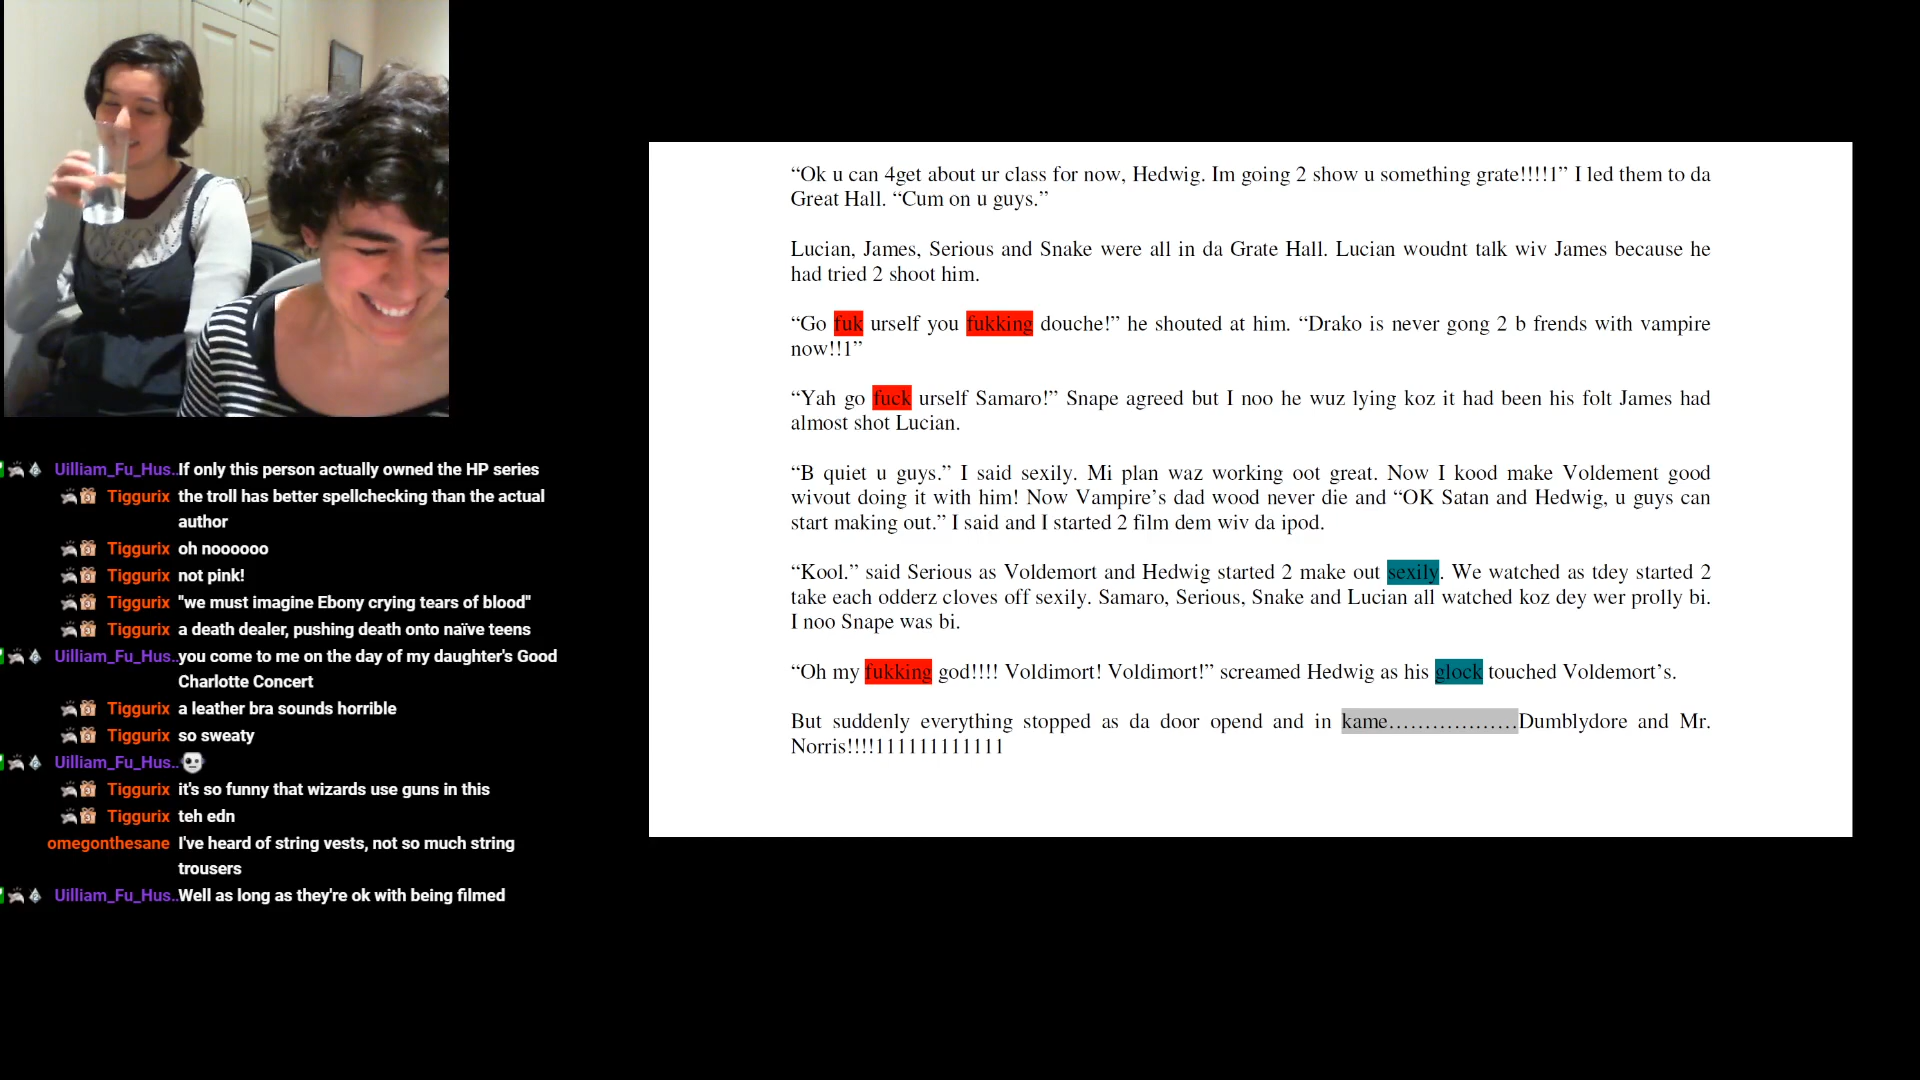 Uilliam_Fu_Hus.. If only this person actually owned the HP series
Tiggurix the troll has better spellchecking than the actual
author
Tiggurix oh noooooo
Tiggurix not pink!
Tiggurix "we must imagine Ebony crying tears of blood"
Tiggurix a death dealer, pushing death onto naïve teens
Uilliam_Fu_Hus.. you come to me on the day of my daughter's Good
Charlotte Concert
Tiggurix a leather bra sounds horrible
Tiggurix so sweaty
Uilliam_Fu_Hus..
Tiggurix it's so funny that wizards use guns in this
Tiggurix teh edn
omegonthesane I've heard of string vests, not so much string
trousers
Uilliam_Fu_Hus.. Well as long as they're ok with being filmed
“Ok u can 4get about ur class for now, Hedwig. Im going 2 show u something grate!!!!1” I led them to da
Great Hall. “Cum on u guys.”
Lucian, James, Serious and Snake were all in da Grate Hall. Lucian woudnt talk wiv James because he
had tried 2 shoot him.
“Go fuk urself you fukking douche!” he shouted at him. “Drako is never gong 2 b frends with vampire
now!!1”
“Yah go fuck urself Samaro!” Snape agreed but I noo he wuz lying koz it had been his folt James had
almost shot Lucian.
“B quiet u guys.” I said sexily. Mi plan waz working oot great. Now I kood make Voldement good
wivout doing it with him! Now Vampire’s dad wood never die and “OK Satan and Hedwig, u guys can
start making out.” I said and I started 2 film dem wiv da ipod.
“Kool.” said Serious as Voldemort and Hedwig started 2 make out sexily. We watched as tdey started 2
take each odderz cloves off sexily. Samaro, Serious, Snake and Lucian all watched koz dey wer prolly bi.
I noo Snape was bi.
“Oh my fukking god!!!! Voldimort! Voldimort!” screamed Hedwig as his glock touched Voldemort’s.
But suddenly everything stopped as da door opend and in kame………………Dumblydore and Mr.
Norris!!!!111111111111